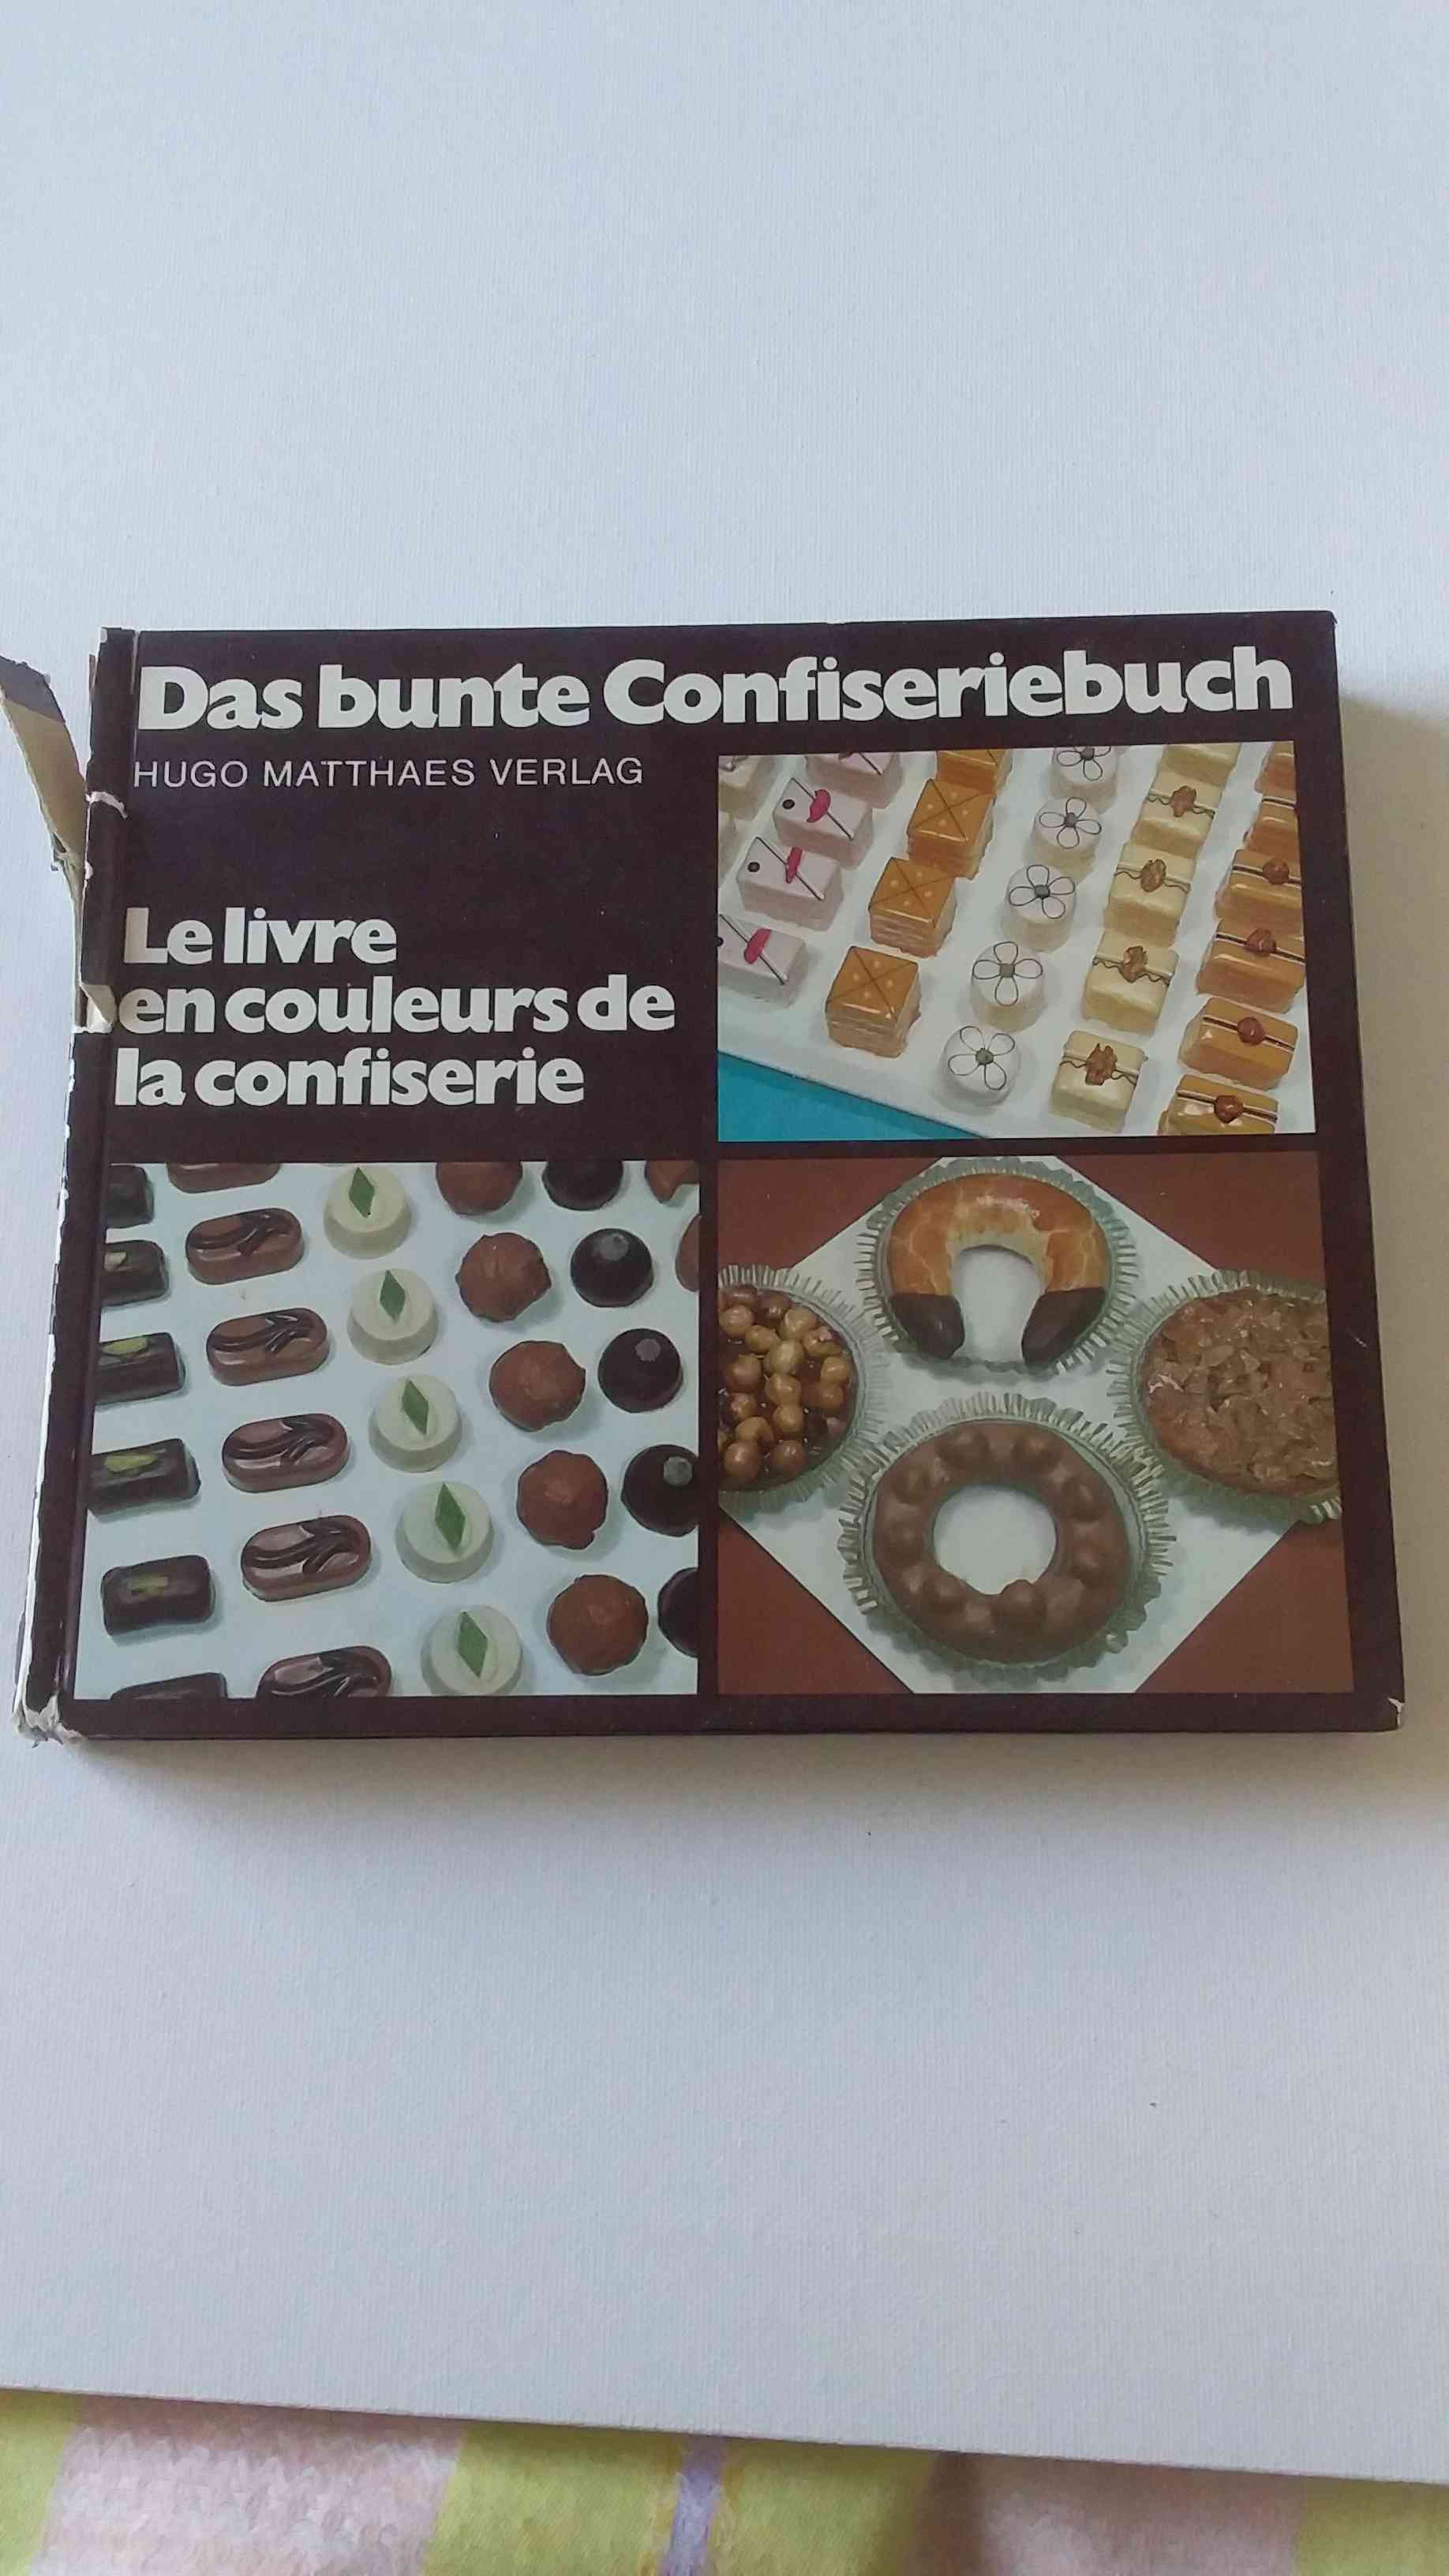 Das bunte Confiseriebuch
HUGO MATTHAES VERLAG
Le livre
en couleurs de
la confiserie